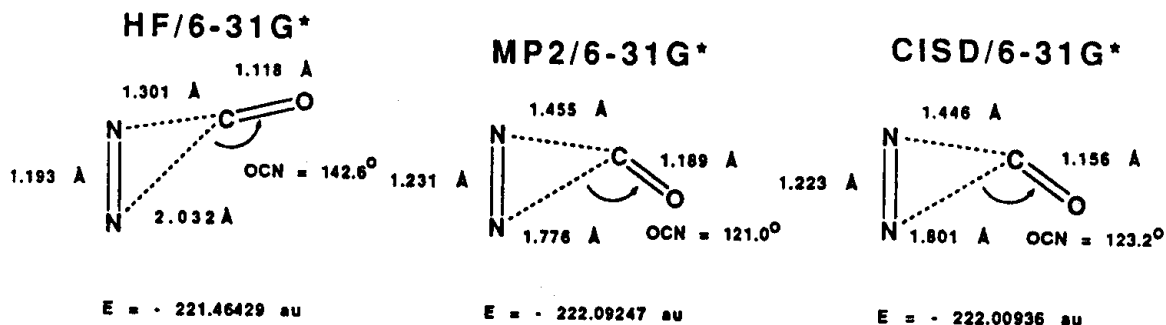 HF/6-31G*
1.118 Å
1.301 Å
N
C
O
1.193 Å
OCN = 142.6°
N
2.032 Å
E = - 221.46429 au
MP2/6-31G*
1.455 Å
N
C
1.189 Å
1.231 Å
N
O
1.776 Å
OCN = 121.0°
E = - 222.09247 au
CISD/6-31G*
1.446 Å
N
C
1.156 Å
1.223 Å
N
O
1.801 Å
OCN = 123.2°
E = - 222.00936 au